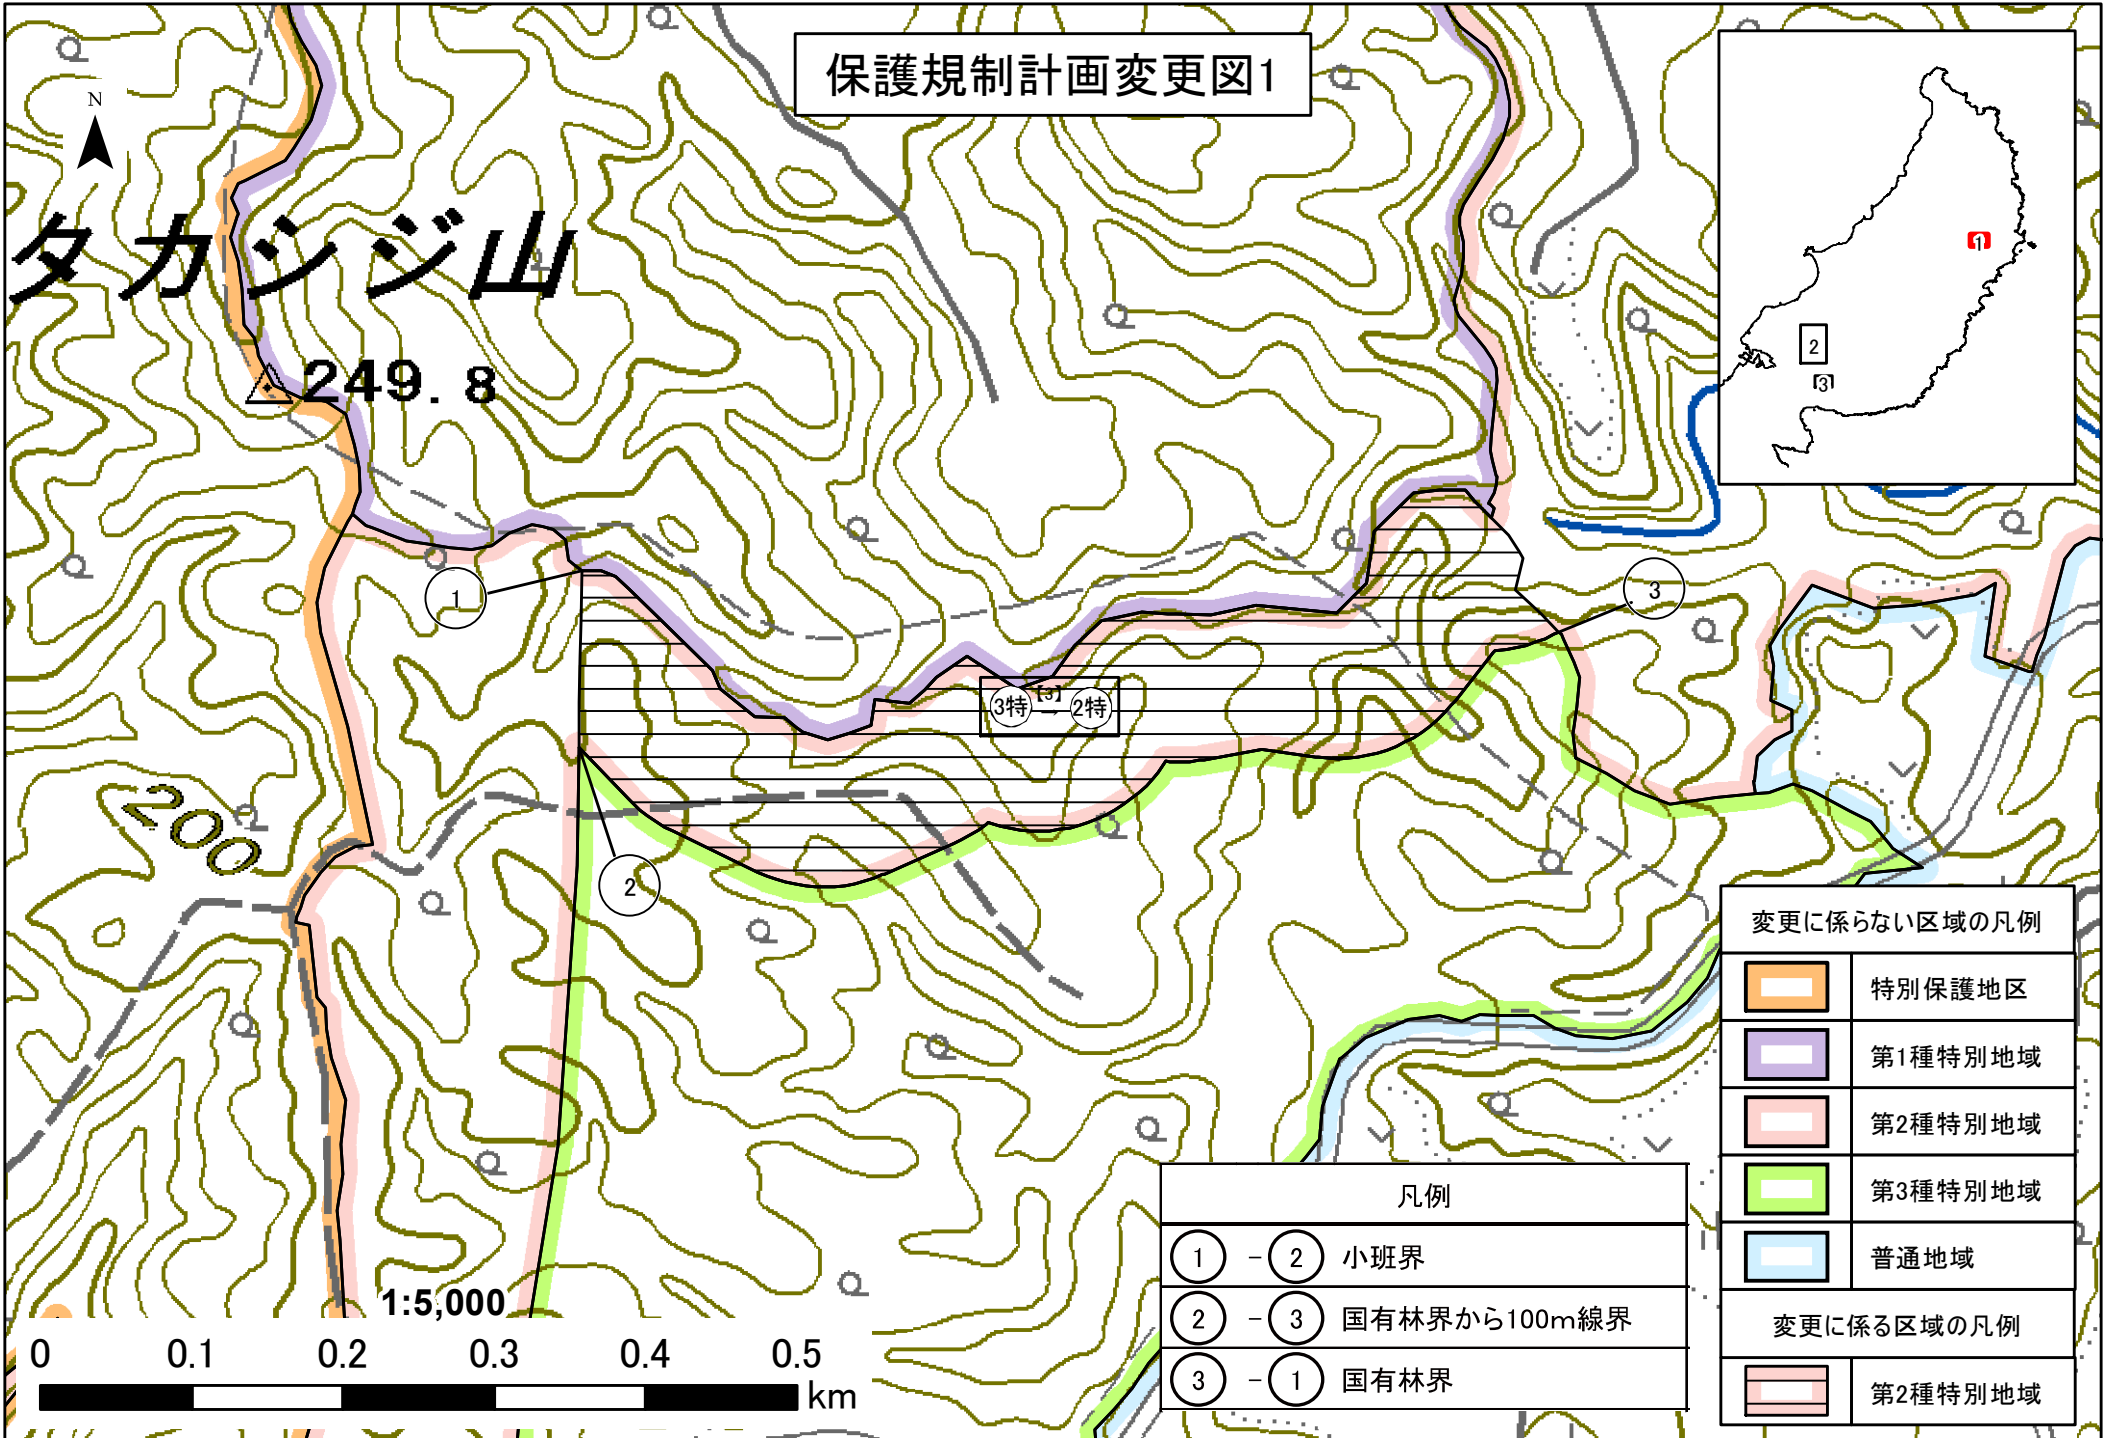 保護規制計画変更図1
N
タカシジ山
249.8
1
2
3
1
3
3特 【3】→ 2特
200
2
変更に係らない区域の凡例
特別保護地区
第1種特別地域
第2種特別地域
第3種特別地域
普通地域
変更に係る区域の凡例
第2種特別地域
凡例
1 - 2 小班界
2 - 3 国有林界から100m線界
3 - 1 国有林界
1:5,000
0 0.1 0.2 0.3 0.4 0.5
km